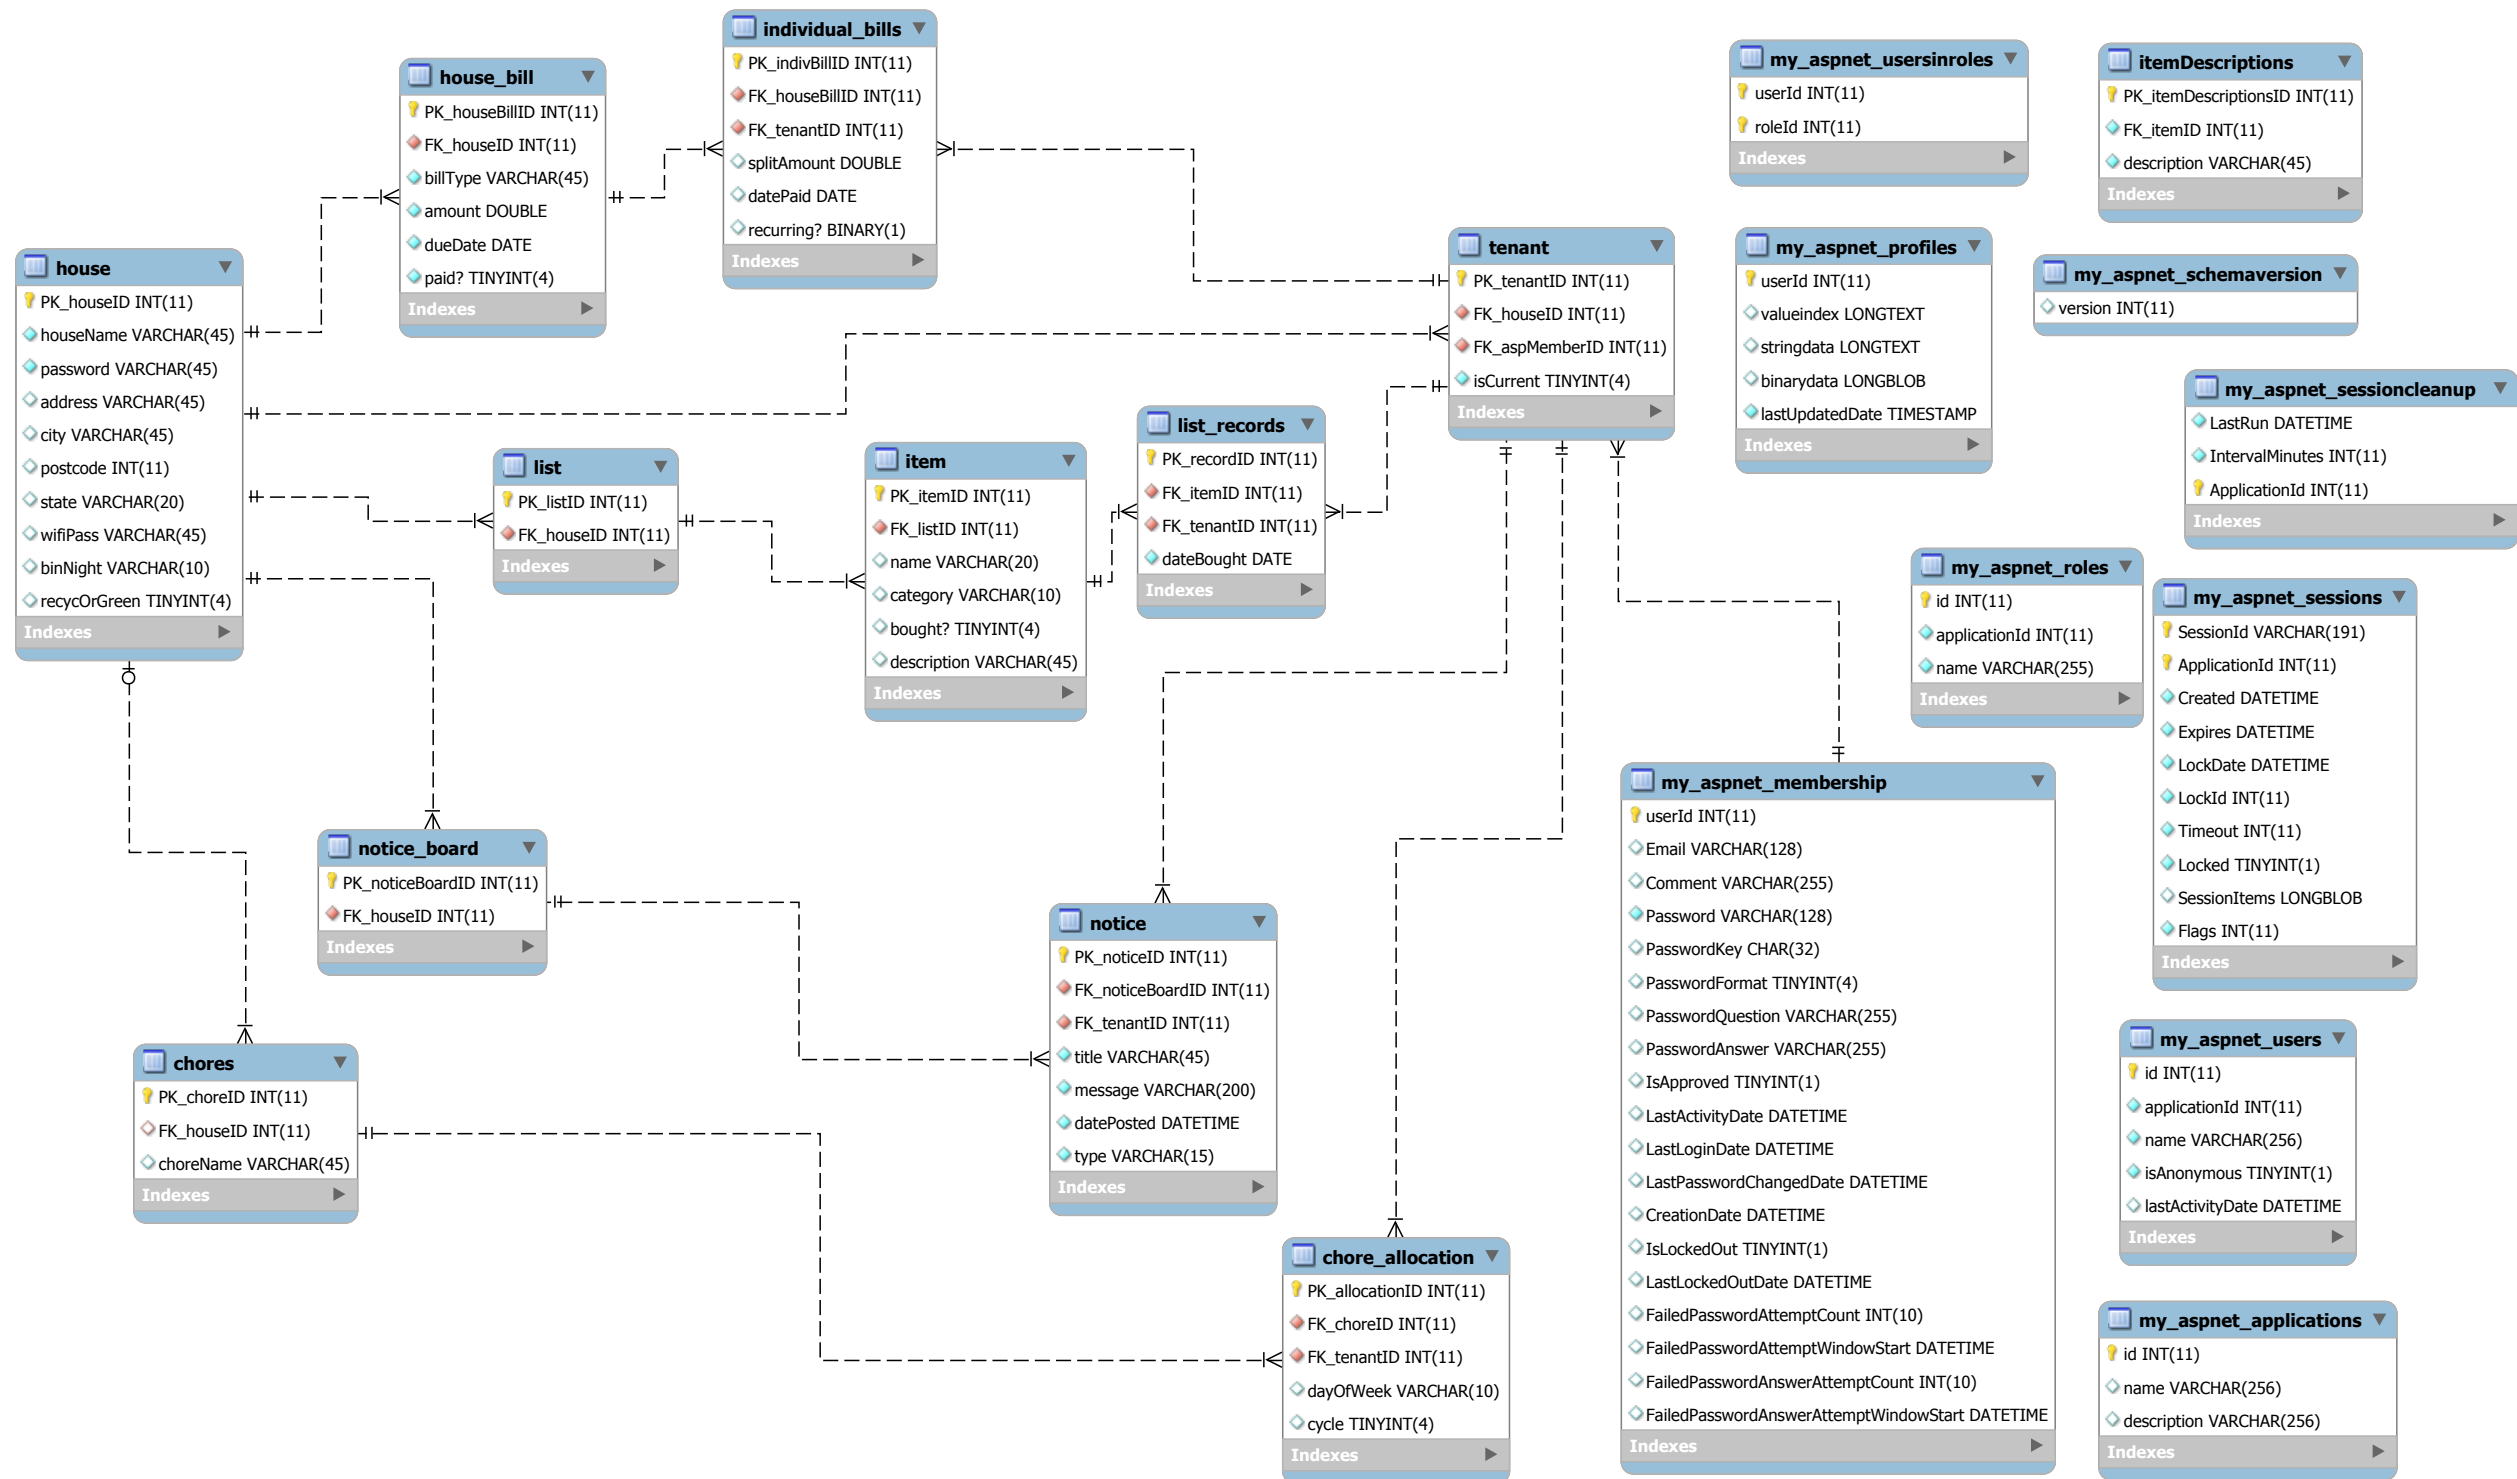 individual_bills
PK_indivBillID INT(11)
FK_houseBillID INT(11)
FK_tenantID INT(11)
splitAmount DOUBLE
datePaid DATE
recurring? BINARY(1)
Indexes
house_bill
PK_houseBillID INT(11)
FK_houseID INT(11)
billType VARCHAR(45)
amount DOUBLE
dueDate DATE
paid? TINYINT(4)
Indexes
my_aspnet_usersinroles
userId INT(11)
roleId INT(11)
Indexes
itemDescriptions
PK_itemDescriptionsID INT(11)
FK_itemID INT(11)
description VARCHAR(45)
Indexes
house
PK_houseID INT(11)
houseName VARCHAR(45)
password VARCHAR(45)
address VARCHAR(45)
city VARCHAR(45)
postcode INT(11)
state VARCHAR(20)
wifiPass VARCHAR(45)
binNight VARCHAR(10)
recycOrGreen TINYINT(4)
Indexes
tenant
PK_tenantID INT(11)
FK_houseID INT(11)
FK_aspMemberID INT(11)
isCurrent TINYINT(4)
Indexes
my_aspnet_profiles
userId INT(11)
valueindex LONGTEXT
stringdata LONGTEXT
binarydata LONGBLOB
lastUpdatedDate TIMESTAMP
Indexes
my_aspnet_schemaversion
version INT(11)
my_aspnet_sessioncleanup
LastRun DATETIME
IntervalMinutes INT(11)
ApplicationId INT(11)
Indexes
list
PK_listID INT(11)
FK_houseID INT(11)
Indexes
item
PK_itemID INT(11)
FK_listID INT(11)
name VARCHAR(20)
category VARCHAR(10)
bought? TINYINT(4)
description VARCHAR(45)
Indexes
list_records
PK_recordID INT(11)
FK_itemID INT(11)
FK_tenantID INT(11)
dateBought DATE
Indexes
my_aspnet_roles
id INT(11)
applicationId INT(11)
name VARCHAR(255)
Indexes
my_aspnet_sessions
SessionId VARCHAR(191)
ApplicationId INT(11)
Created DATETIME
Expires DATETIME
LockDate DATETIME
LockId INT(11)
Timeout INT(11)
Locked TINYINT(1)
SessionItems LONGBLOB
Flags INT(11)
Indexes
my_aspnet_membership
userId INT(11)
Email VARCHAR(128)
Comment VARCHAR(255)
Password VARCHAR(128)
PasswordKey CHAR(32)
PasswordFormat TINYINT(4)
PasswordQuestion VARCHAR(255)
PasswordAnswer VARCHAR(255)
IsApproved TINYINT(1)
LastActivityDate DATETIME
LastLoginDate DATETIME
LastPasswordChangedDate DATETIME
CreationDate DATETIME
IsLockedOut TINYINT(1)
LastLockedOutDate DATETIME
FailedPasswordAttemptCount INT(10)
FailedPasswordAttemptWindowStart DATETIME
FailedPasswordAnswerAttemptCount INT(10)
FailedPasswordAnswerAttemptWindowStart DATETIME
Indexes
notice_board
PK_noticeBoardID INT(11)
FK_houseID INT(11)
Indexes
notice
PK_noticeID INT(11)
FK_noticeBoardID INT(11)
FK_tenantID INT(11)
title VARCHAR(45)
message VARCHAR(200)
datePosted DATETIME
type VARCHAR(15)
Indexes
chores
PK_choreID INT(11)
FK_houseID INT(11)
choreName VARCHAR(45)
Indexes
my_aspnet_users
id INT(11)
applicationId INT(11)
name VARCHAR(256)
isAnonymous TINYINT(1)
lastActivityDate DATETIME
Indexes
chore_allocation
PK_allocationID INT(11)
FK_choreID INT(11)
FK_tenantID INT(11)
dayOfWeek VARCHAR(10)
cycle TINYINT(4)
Indexes
my_aspnet_applications
id INT(11)
name VARCHAR(256)
description VARCHAR(256)
Indexes